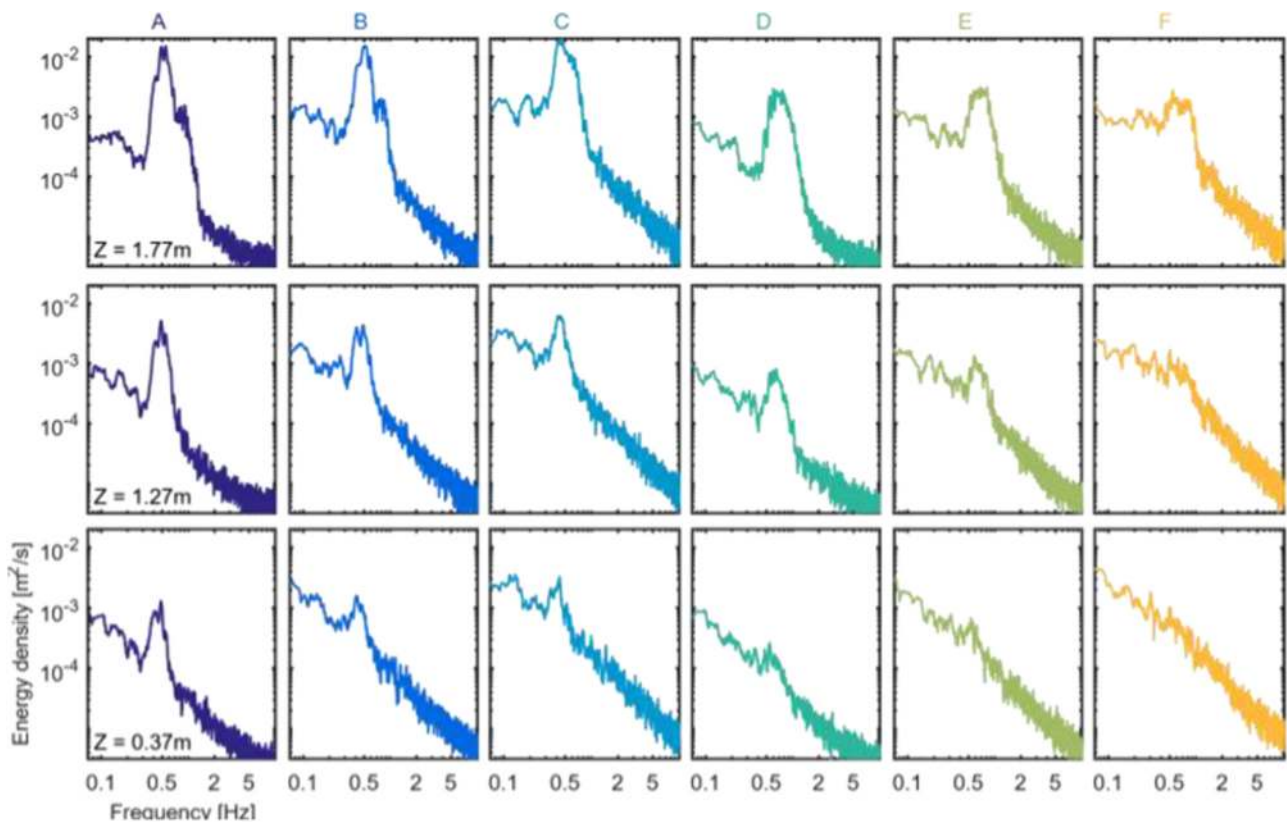 A B C D E F
10-2
10-3
10-4
Z = 1.77m
10-2
10-3
10-4
Z = 1.27m
10-2
10-3
10-4
Z = 0.37m
Energy density [m2/s]
0.1 0.5 2 5 0.1 0.5 2 5 0.1 0.5 2 5 0.1 0.5 2 5 0.1 0.5 2 5 0.1 0.5 2 5
Frequency [Hz]